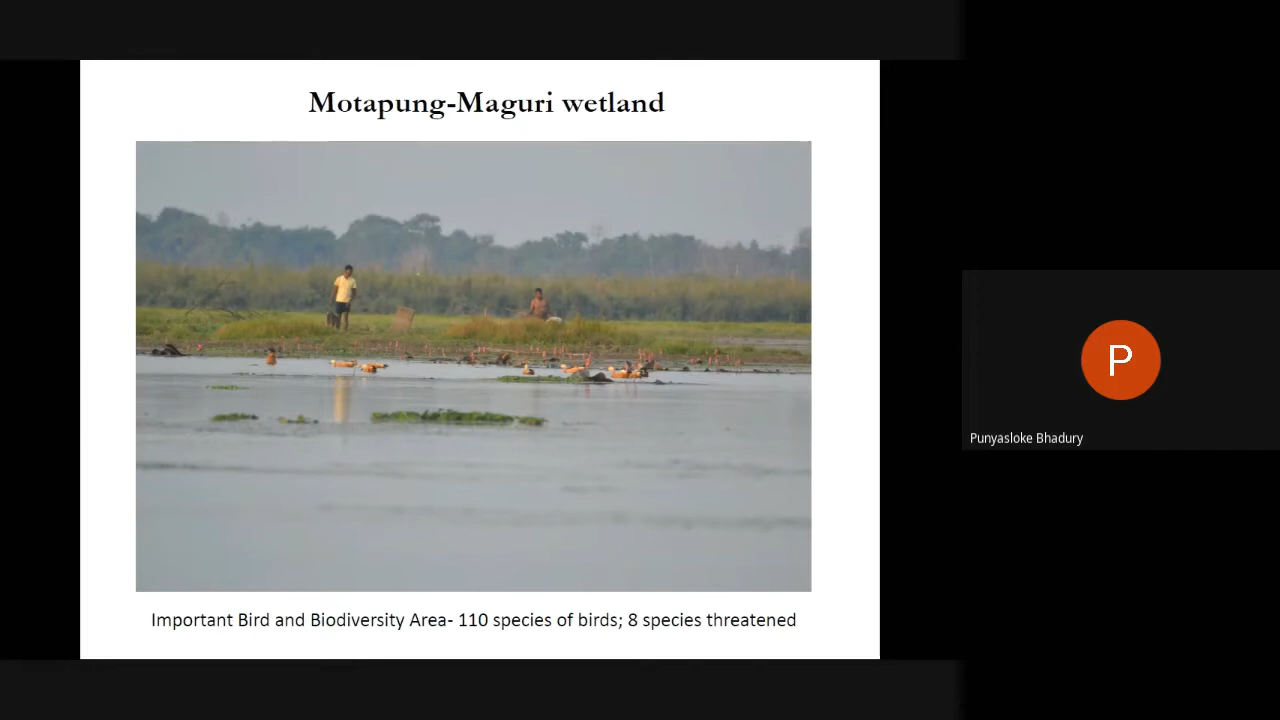 Motapung-Maguri wetland
Important Bird and Biodiversity Area- 110 species of birds; 8 species threatened
P
Punyasloke Bhadury